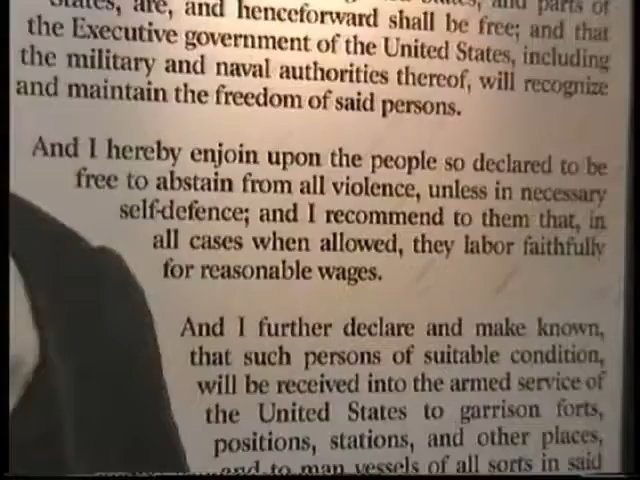 States, are, and henceforward shall be free; and that
the Executive government of the United States, including
the military and naval authorities thereof, will recognize
and maintain the freedom of said persons.
And I hereby enjoin upon the people so declared to be
free to abstain from all violence, unless in necessary
self-defence; and I recommend to them that, in
all cases when allowed, they labor faithfully
for reasonable wages.
And I further declare and make known,
that such persons of suitable condition,
will be received into the armed service of
the United States to garrison forts,
positions, stations, and other places,
and to man vessels of all sorts in said